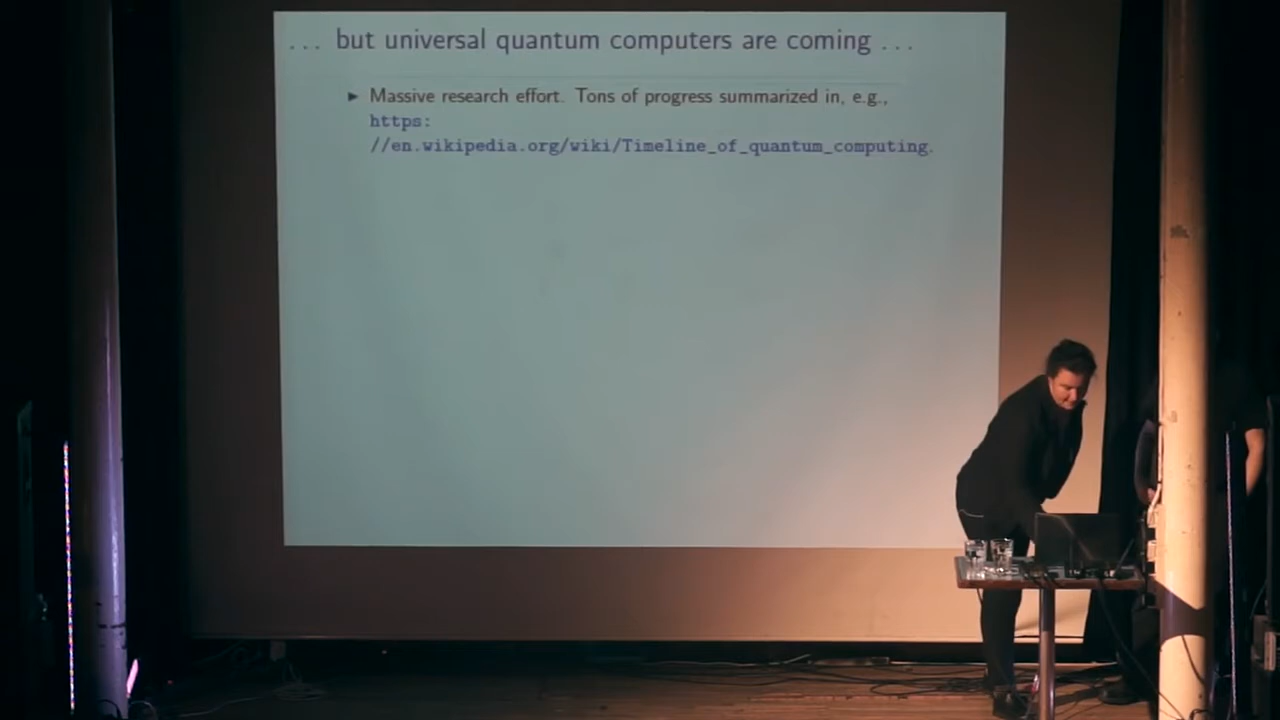 ... but universal quantum computers are coming ...
► Massive research effort. Tons of progress summarized in, e.g.,
https:
//en.wikipedia.org/wiki/Timeline_of_quantum_computing.